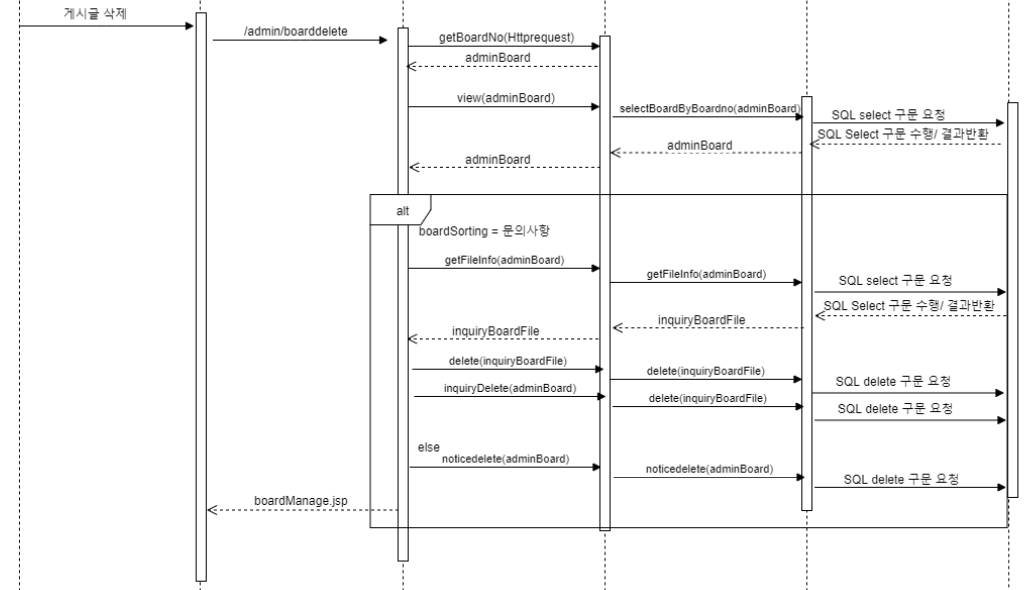 게시글 삭제
/admin/boarddelete
getBoardNo(Httprequest)
adminBoard
view(adminBoard)
selectBoardByBoardno(adminBoard)
SQL select 구문 요청
SQL Select 구문 수행/ 결과반환
adminBoard
adminBoard
alt
boardSorting = 문의사항
getFileInfo(adminBoard)
getFileInfo(adminBoard)
SQL select 구문 요청
SQL Select 구문 수행/ 결과반환
inquiryBoardFile
inquiryBoardFile
delete(inquiryBoardFile)
delete(inquiryBoardFile)
SQL delete 구문 요청
inquiryDelete(adminBoard)
delete(inquiryBoardFile)
SQL delete 구문 요청
else
noticedelete(adminBoard)
noticedelete(adminBoard)
SQL delete 구문 요청
boardManage.jsp